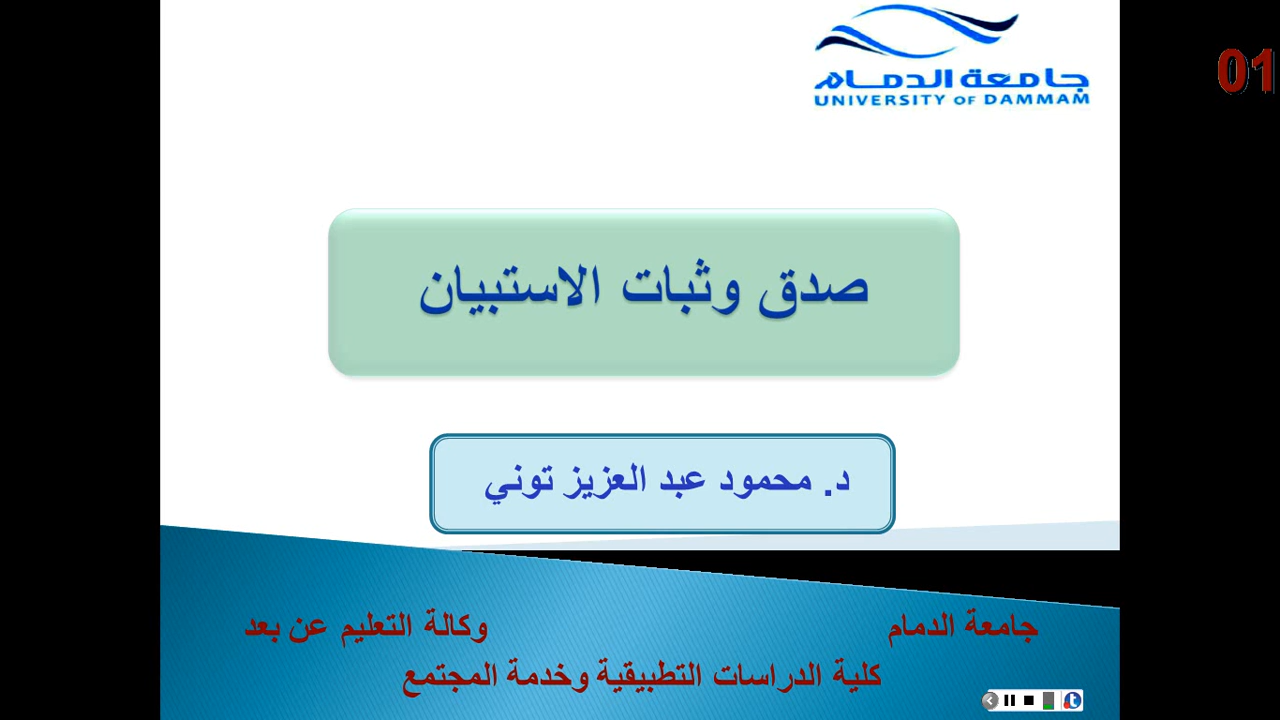 جامعة الدمام
UNIVERSITY OF DAMMAM
01
صدق وثبات الاستبيان
د. محمود عبد العزيز توني
جامعة الدمام وكالة التعليم عن بعد
كلية الدراسات التطبيقية وخدمة المجتمع